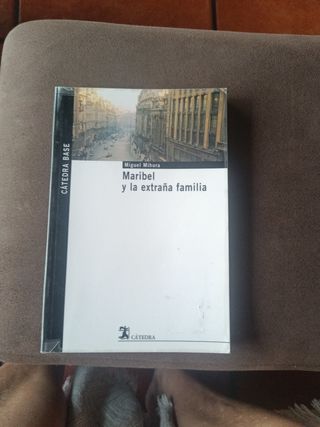 CÁTEDRA BASE
Miguel Mihura
Maribel
y la extraña familia
CÁTEDRA